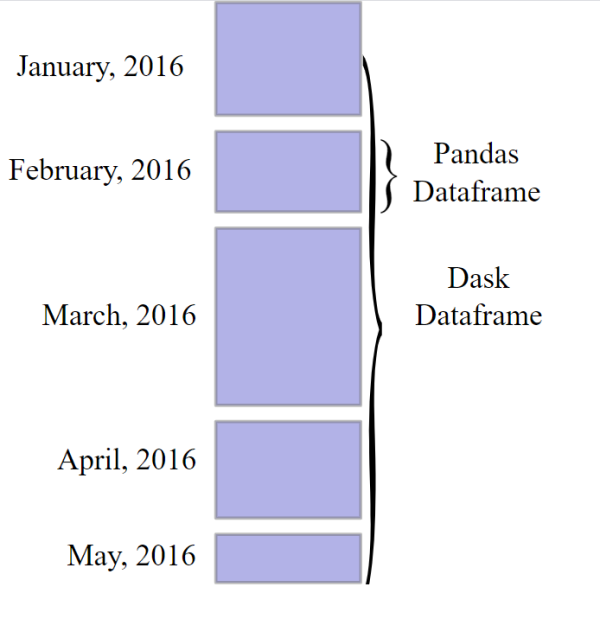 January, 2016
February, 2016
Pandas
Dataframe
March, 2016
Dask
Dataframe
April, 2016
May, 2016